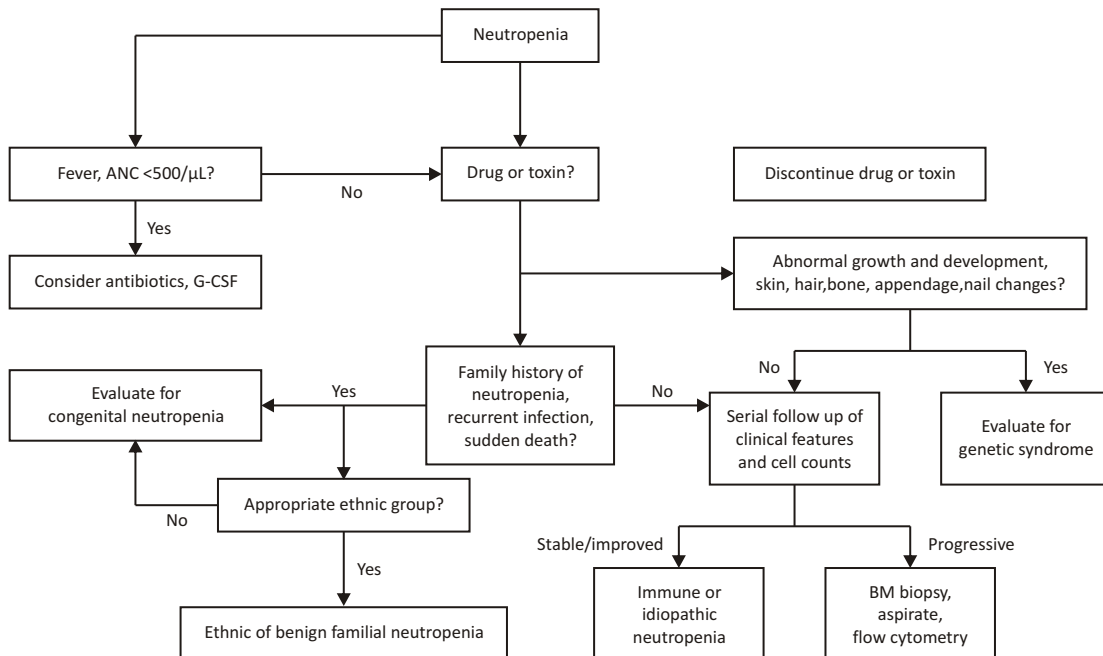 Neutropenia
Fever, ANC <500/µL?
No
Drug or toxin?
Discontinue drug or toxin
Yes
Consider antibiotics, G-CSF
Abnormal growth and development,
skin, hair,bone, appendage,nail changes?
Family history of
neutropenia,
recurrent infection,
sudden death?
Yes
No
Evaluate for
congenital neutropenia
No
Yes
Serial follow up of
clinical features
and cell counts
Evaluate for
genetic syndrome
Appropriate ethnic group?
No
Yes
Stable/improved
Progressive
Ethnic of benign familial neutropenia
Immune or
idiopathic
neutropenia
BM biopsy,
aspirate,
flow cytometry